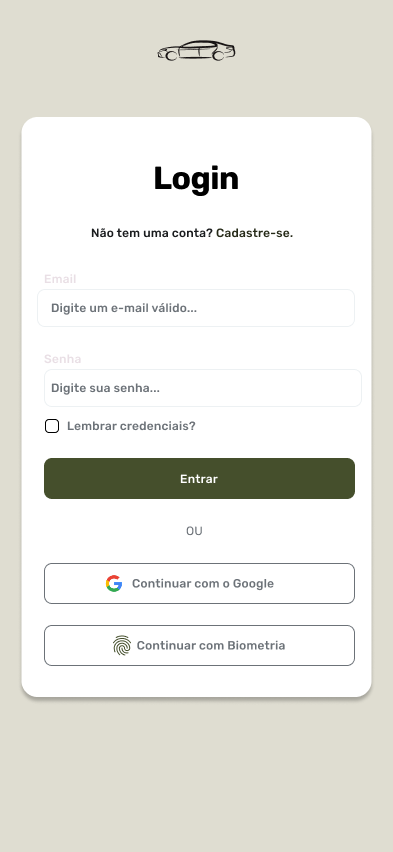 Login
Não tem uma conta? Cadastre-se.
Email
Digite um e-mail válido...
Senha
Digite sua senha...
Lembrar credenciais?
Entrar
OU
Continuar com o Google
Continuar com Biometria